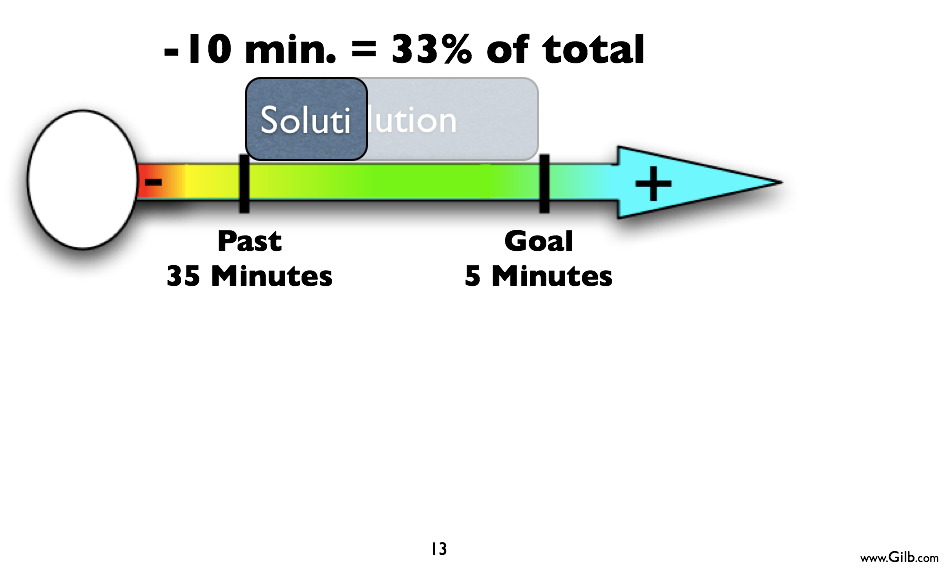 -10 min. = 33% of total
Soluti lution
- +
Past Goal
35 Minutes 5 Minutes
13
www.Gilb.com